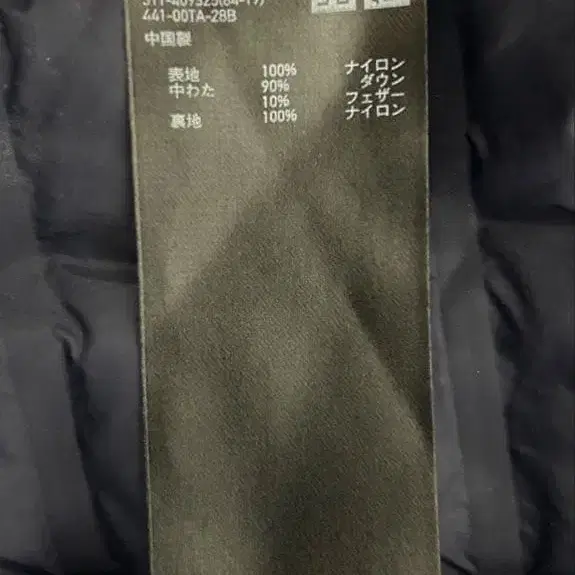 441-00TA-28B
中国製
表地 100% ナイロン
中わた 90% ダウン
10% フェザー
裏地 100% ナイロン